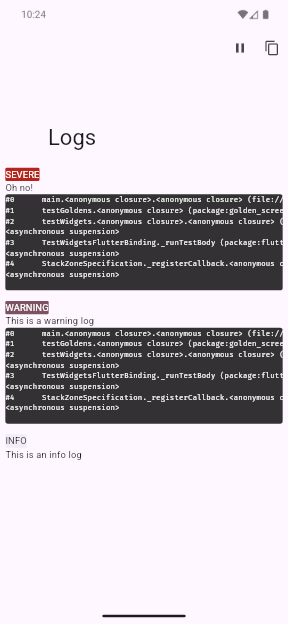 10:24
Logs
SEVERE
Oh no!
#0 main.<anonymous closure>.<anonymous closure> (file://
#1 testGoldens.<anonymous closure> (package:golden_scree
#2 testWidgets.<anonymous closure>.<anonymous closure> (
<asynchronous suspension>
#3 TestWidgetsFlutterBinding._runTestBody (package:flutt
<asynchronous suspension>
#4 StackZoneSpecification._registerCallback.<anonymous c
<asynchronous suspension>
WARNING
This is a warning log
#0 main.<anonymous closure>.<anonymous closure> (file://
#1 testGoldens.<anonymous closure> (package:golden_scree
#2 testWidgets.<anonymous closure>.<anonymous closure> (
<asynchronous suspension>
#3 TestWidgetsFlutterBinding._runTestBody (package:flutt
<asynchronous suspension>
#4 StackZoneSpecification._registerCallback.<anonymous c
<asynchronous suspension>
INFO
This is an info log